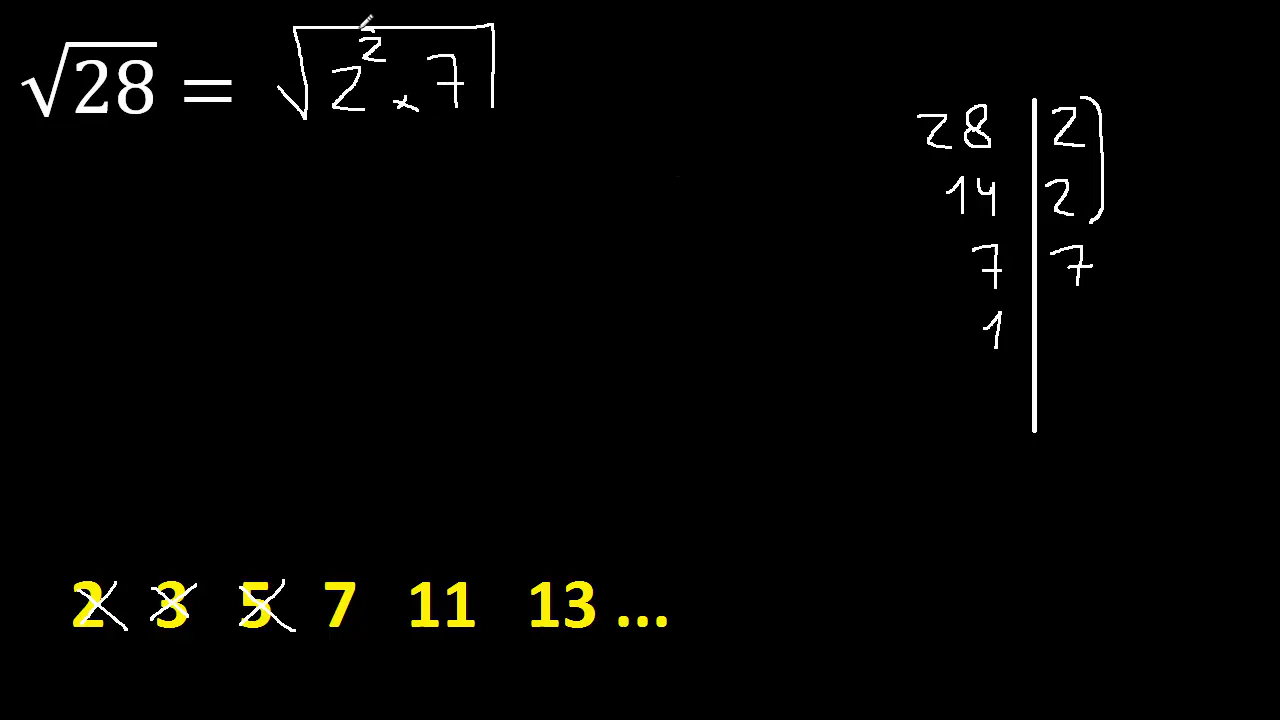 √28 = √2² × 7
28 | 2
14 | 2
7 | 7
1
2 3 5 7 11 13 ...